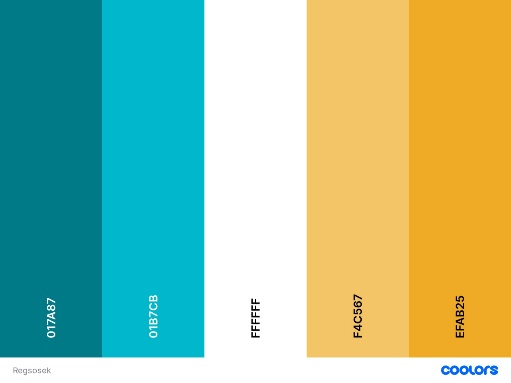 017A87
01B7CB
FFFFFF
F4C567
EFAB25
Regsosek
coolors